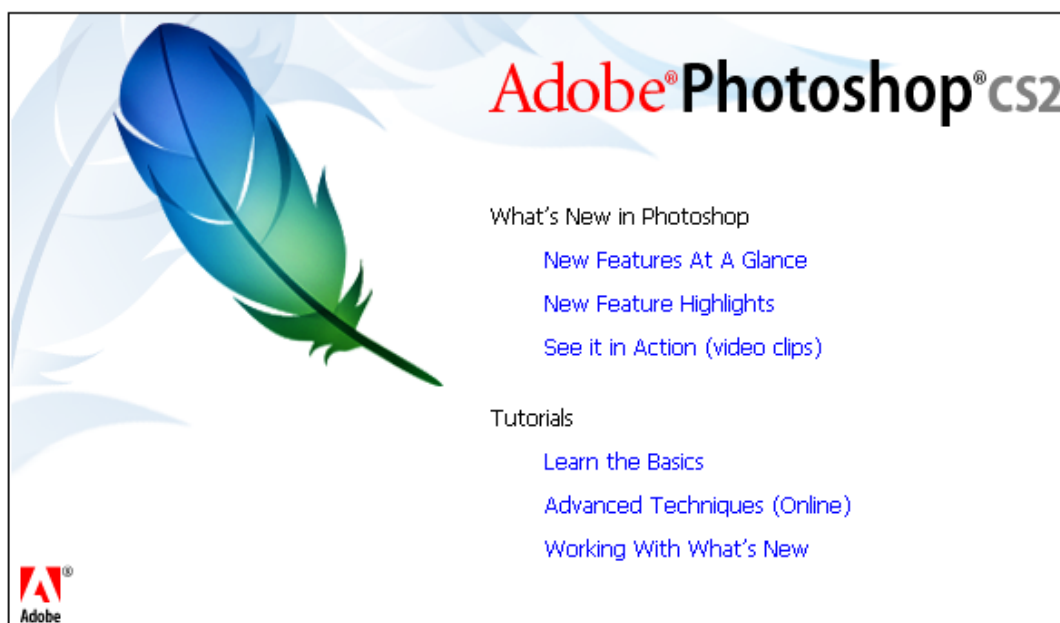 Adobe® Photoshop® CS2
What's New in Photoshop
New Features At A Glance
New Feature Highlights
See it in Action (video clips)
Tutorials
Learn the Basics
Advanced Techniques (Online)
Working With What's New
®
Adobe